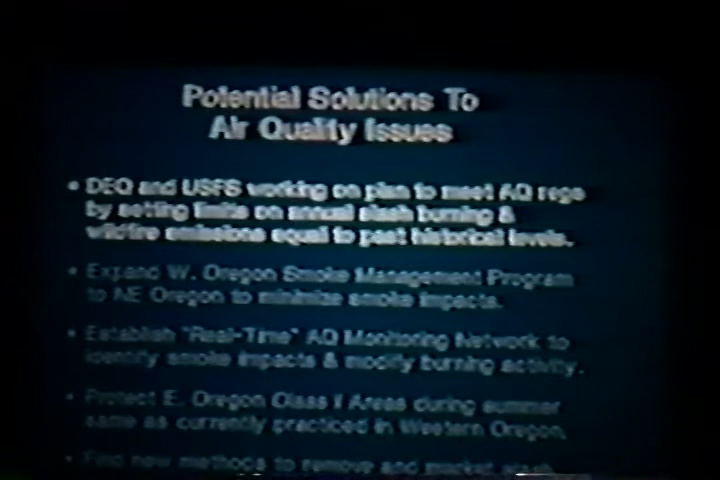 Potential Solutions To
Air Quality Issues
• DEQ and USFS working on plan to meet AQ regs
by setting limits on annual slash burning &
wildfire emissions equal to past historical levels.
• Expand W. Oregon Smoke Management Program
to NE Oregon to minimize smoke impacts.
• Establish "Real-Time" AQ Monitoring Network to
identify smoke impacts & modify burning activity.
• Protect E. Oregon Class I Areas during summer
same as currently practiced in Western Oregon.
• Find new methods to remove and market